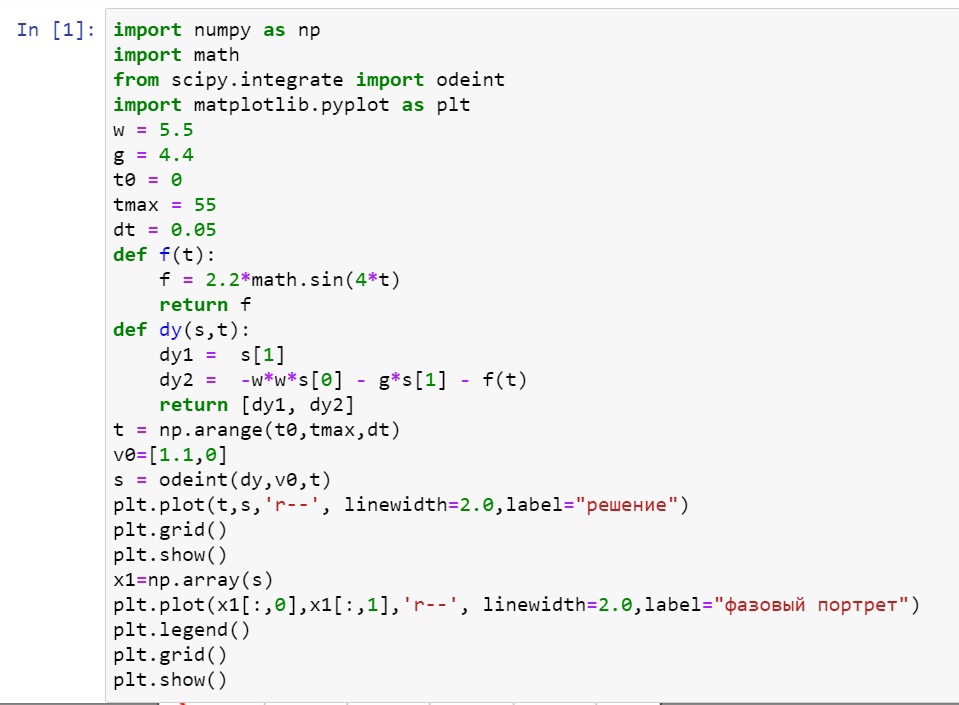 In [1]: import numpy as np
import math
from scipy.integrate import odeint
import matplotlib.pyplot as plt
w = 5.5
g = 4.4
t0 = 0
tmax = 55
dt = 0.05
def f(t):
    f = 2.2*math.sin(4*t)
    return f
def dy(s,t):
    dy1 =  s[1]
    dy2 =  -w*w*s[0] - g*s[1] - f(t)
    return [dy1, dy2]
t = np.arange(t0,tmax,dt)
v0=[1.1,0]
s = odeint(dy,v0,t)
plt.plot(t,s,'r--', linewidth=2.0,label="решение")
plt.grid()
plt.show()
x1=np.array(s)
plt.plot(x1[:,0],x1[:,1],'r--', linewidth=2.0,label="фазовый портрет")
plt.legend()
plt.grid()
plt.show()